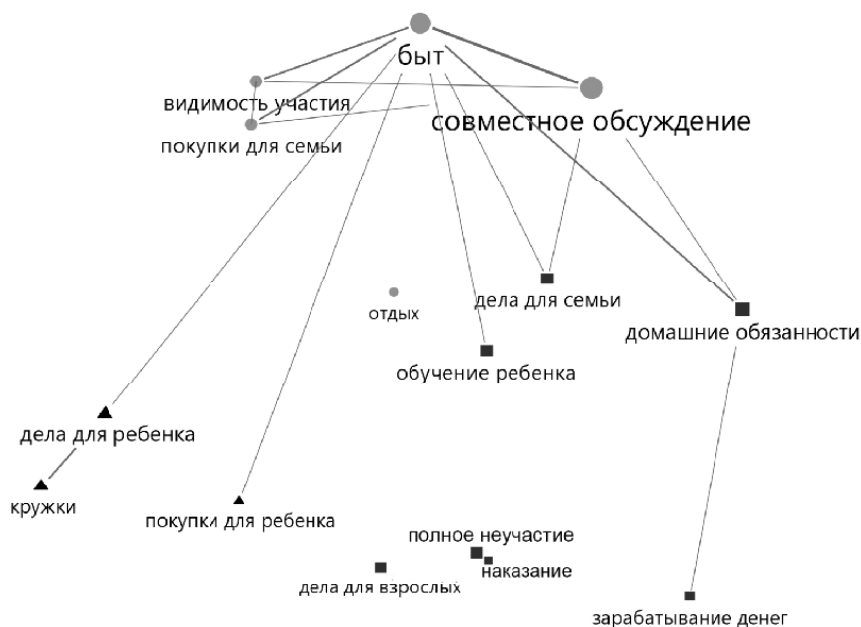 быт
видимость участия
совместное обсуждение
покупки для семьи
дела для семьи
отдых
домашние обязанности
обучение ребенка
дела для ребенка
кружки
покупки для ребенка
полное неучастие
наказание
дела для взрослых
зарабатывание денег